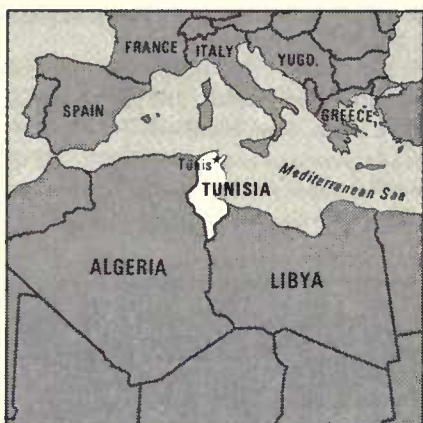 FRANCE
ITALY
YUGO.
SPAIN
GREECE
Tunis
TUNISIA
Mediterranean Sea
ALGERIA
LIBYA